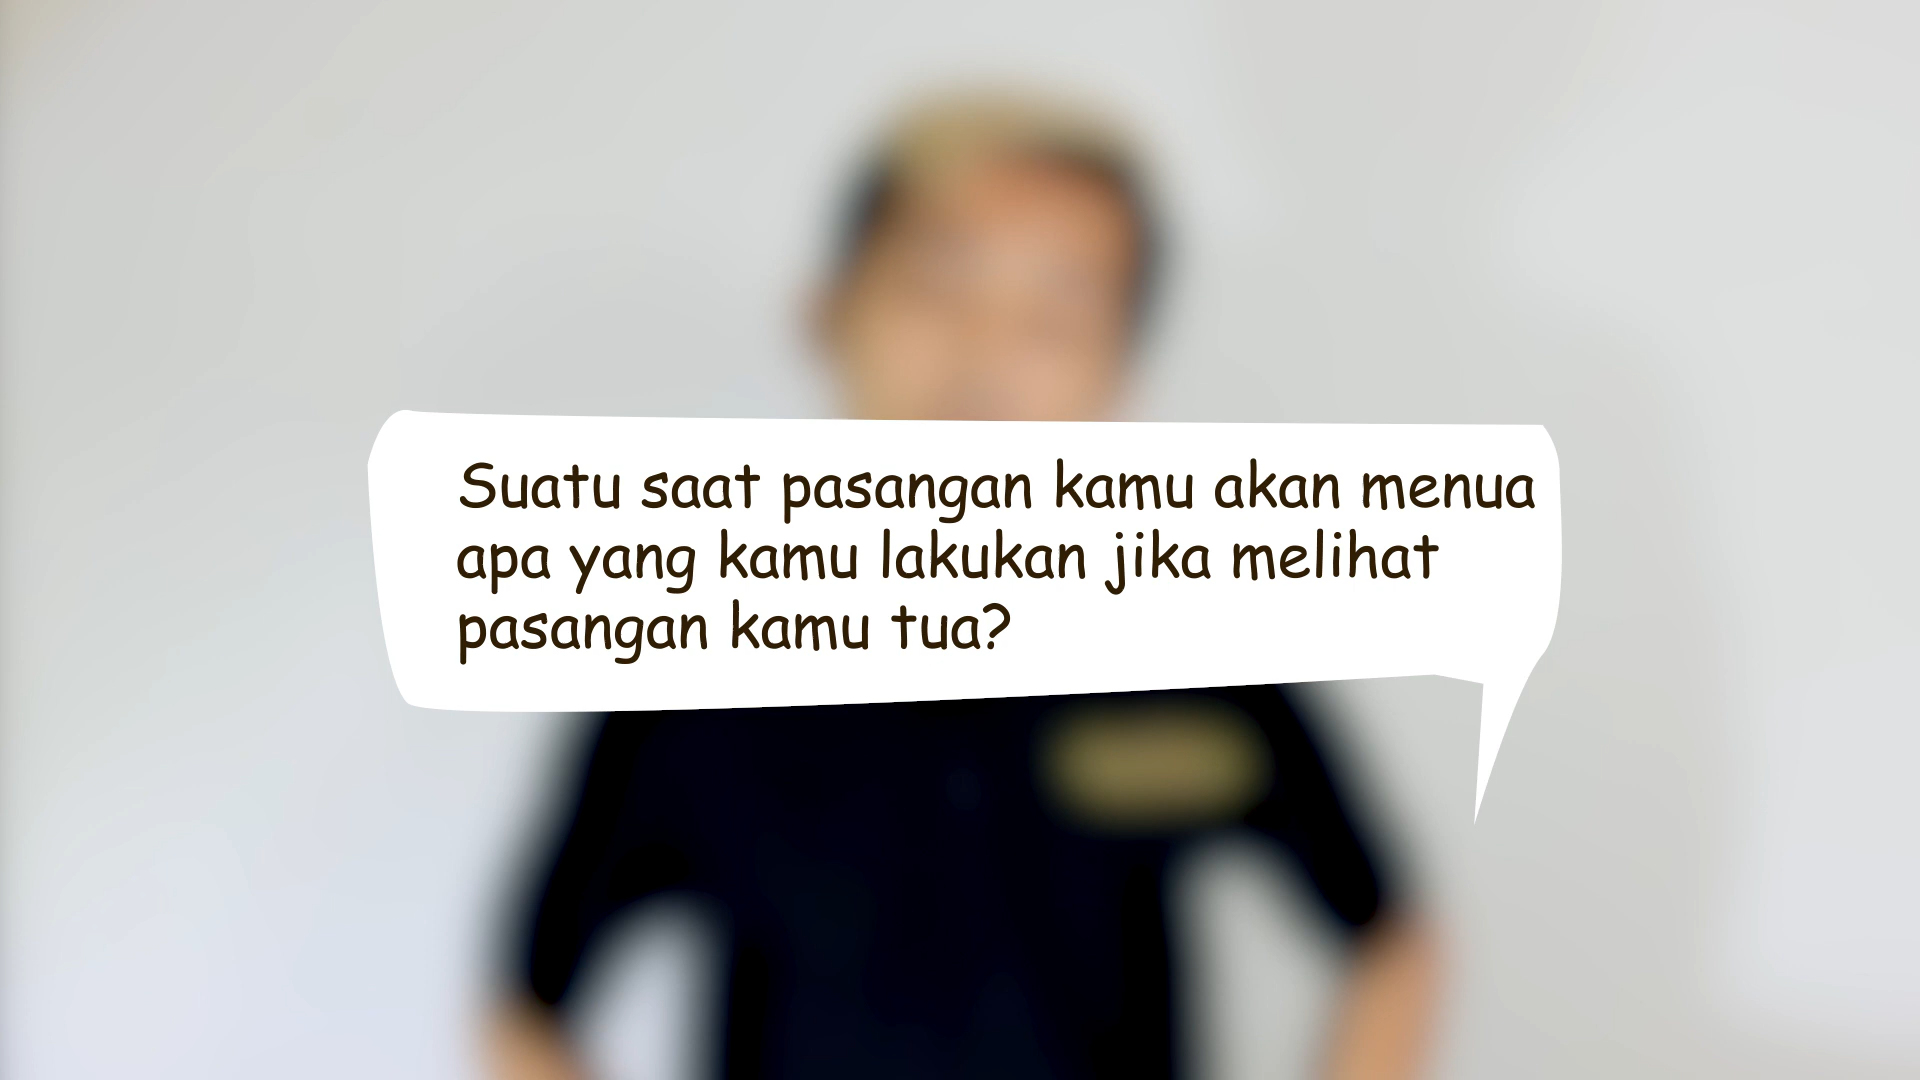 Suatu saat pasangan kamu akan menua
apa yang kamu lakukan jika melihat
pasangan kamu tua?